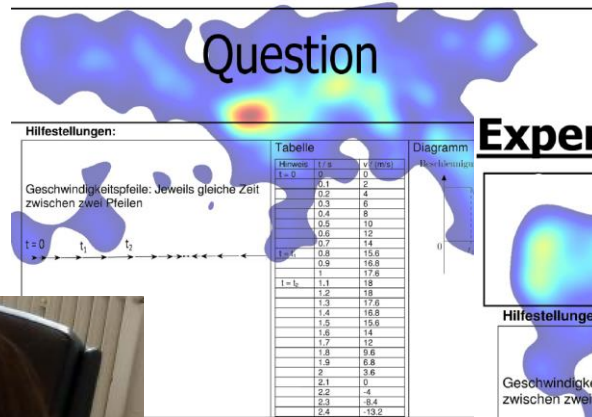 Question
Hilfestellungen:
Geschwindigkeitspfeile: Jeweils gleiche Zeit
zwischen zwei Pfeilen
t = 0 t₁ t₂
Tabelle
Hinweis t / s v / (m/s)
t = 0 0 0
0.1 2
0.2 4
0.3 6
0.4 8
0.5 10
0.6 12
0.7 14
t = t₁ 0.8 15.6
0.9 16.8
1 17.6
t = t₂ 1.1 18
1.2 18
1.3 17.6
1.4 16.8
1.5 15.6
1.6 14
1.7 12
1.8 9.6
1.9 6.8
2 3.6
2.1 0
2.2 -4
2.3 -8.4
2.4 -13.2
Diagramm
0
Exper
Hilfestellunge
Geschwindigke
zwischen zwei